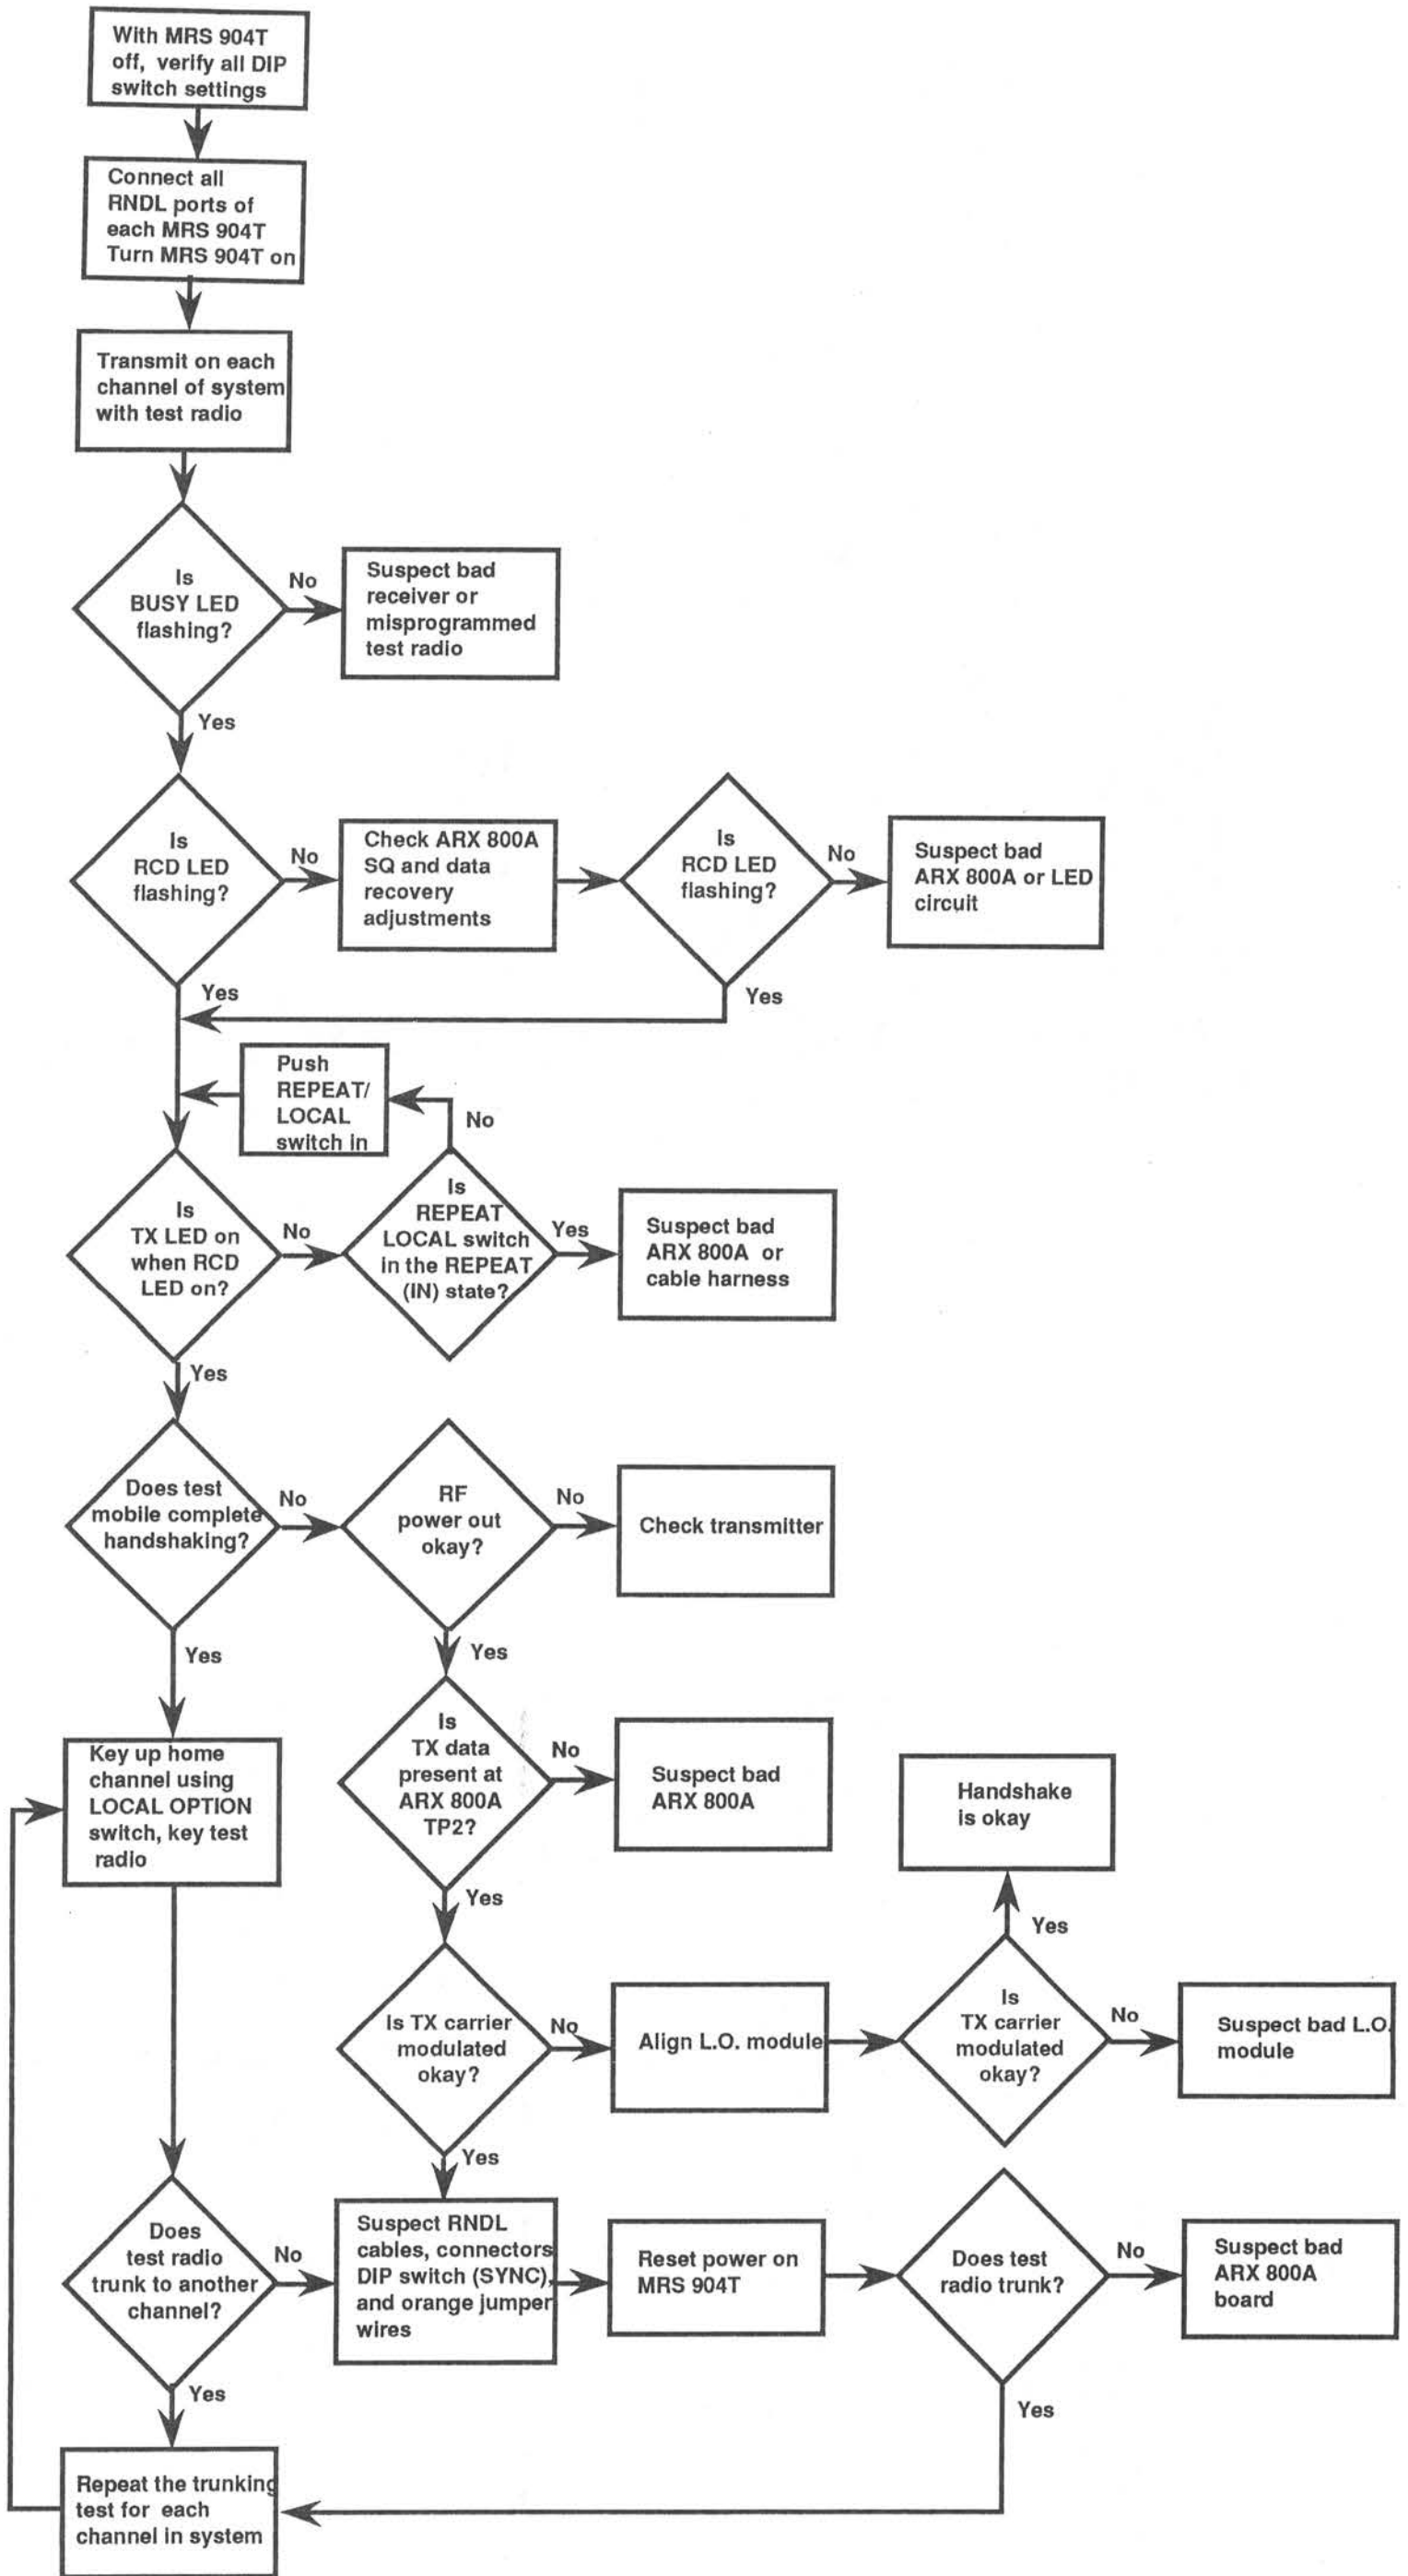 With MRS 904T
off, verify all DIP
switch settings
Connect all
RNDL ports of
each MRS 904T
Turn MRS 904T on
Transmit on each
channel of system
with test radio
Is
BUSY LED
flashing?
No
Suspect bad
receiver or
misprogrammed
test radio
Yes
Is
RCD LED
flashing?
No
Check ARX 800A
SQ and data
recovery
adjustments
Is
RCD LED
flashing?
No
Suspect bad
ARX 800A or LED
circuit
Yes
Yes
Push
REPEAT/
LOCAL
switch in
No
Is
TX LED on
when RCD
LED on?
No
Is
REPEAT
LOCAL switch
in the REPEAT
(IN) state?
Yes
Suspect bad
ARX 800A or
cable harness
Yes
Does test
mobile complete
handshaking?
No
RF
power out
okay?
No
Check transmitter
Yes
Yes
Key up home
channel using
LOCAL OPTION
switch, key test
radio
Is
TX data
present at
ARX 800A
TP2?
No
Suspect bad
ARX 800A
Handshake
is okay
Yes
Yes
Is TX carrier
modulated
okay?
No
Align L.O. module
Is
TX carrier
modulated
okay?
No
Suspect bad L.O.
module
Yes
Does
test radio
trunk to another
channel?
No
Suspect RNDL
cables, connectors
DIP switch (SYNC),
and orange jumper
wires
Reset power on
MRS 904T
Does test
radio trunk?
No
Suspect bad
ARX 800A
board
Yes
Yes
Repeat the trunking
test for each
channel in system